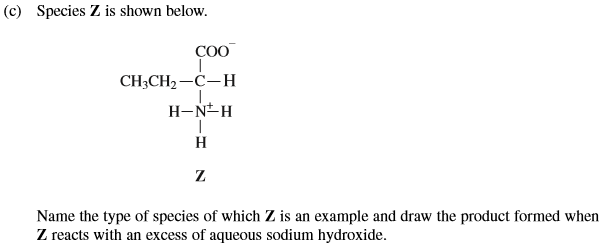 (c) Species Z is shown below.
COO⁻
CH₃CH₂—C—H
H—N⁺—H
H
Z
Name the type of species of which Z is an example and draw the product formed when
Z reacts with an excess of aqueous sodium hydroxide.